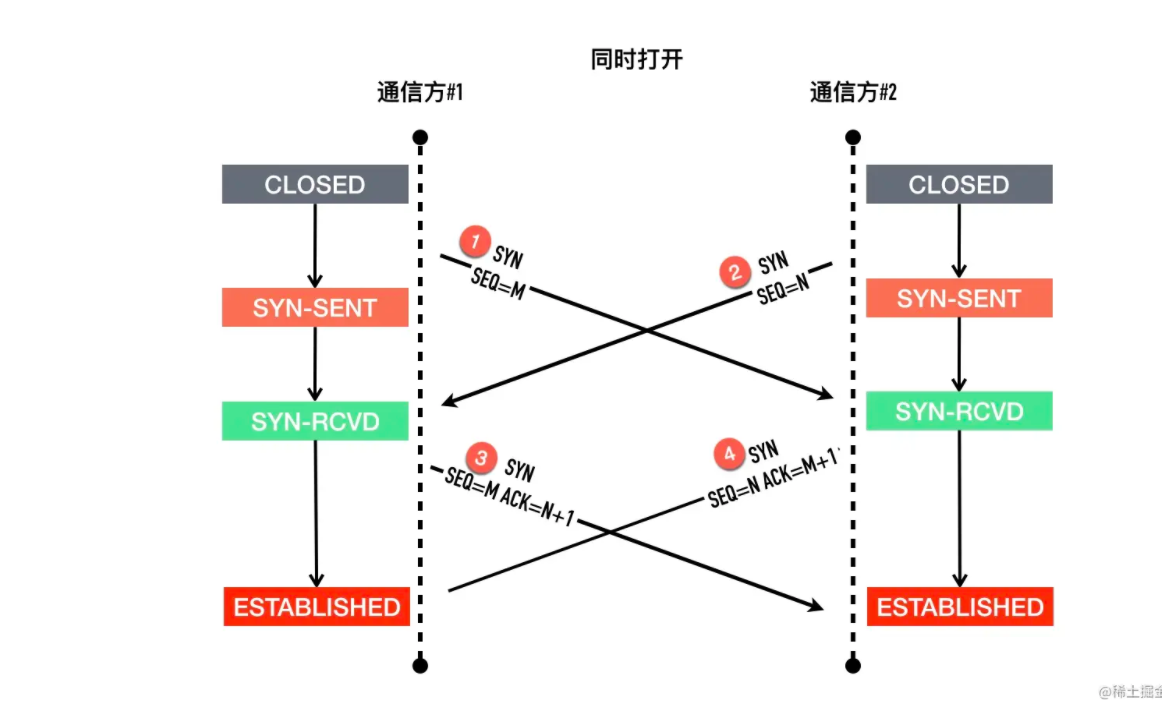 同时打开
通信方#1
通信方#2
CLOSED
CLOSED
1
SYN
SEQ=M
2
SYN
SEQ=N
SYN-SENT
SYN-SENT
SYN-RCVD
SYN-RCVD
3
SYN
SEQ=M ACK=N+1
4
SYN
SEQ=N ACK=M+1
ESTABLISHED
ESTABLISHED
@稀土掘金